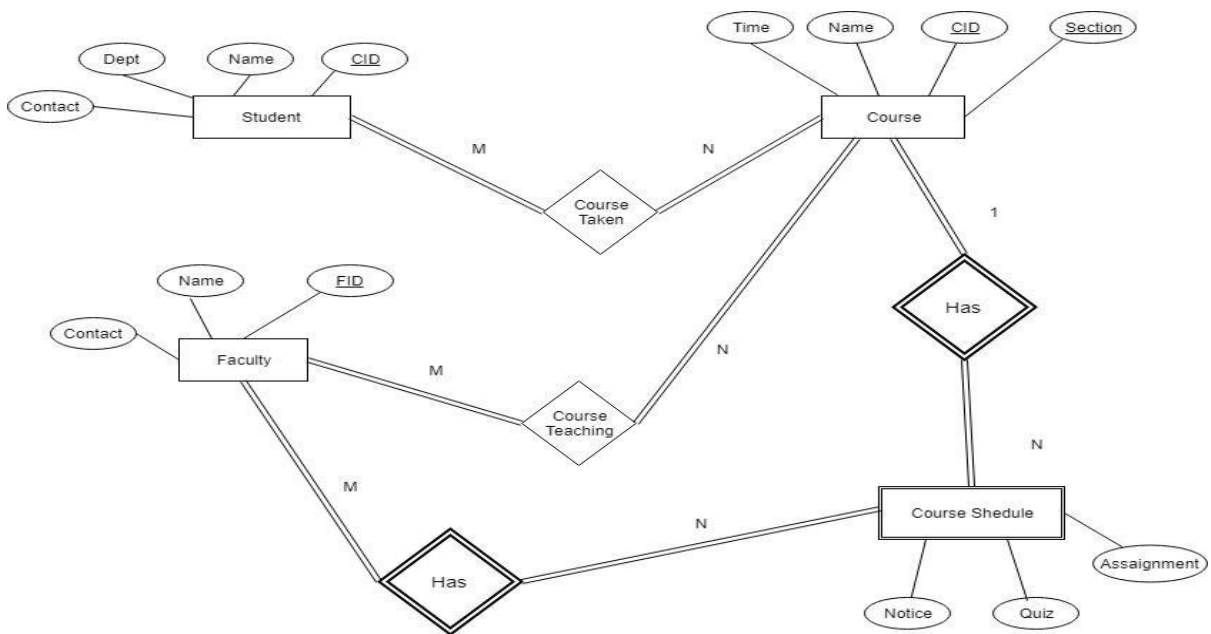 Time
Name
CID
Section
Dept
Name
CID
Contact
Student
Course
M
N
Course
Taken
1
Name
FID
Contact
Faculty
Has
M
N
Course
Teaching
M
N
N
Course Shedule
Has
Assaignment
Notice
Quiz